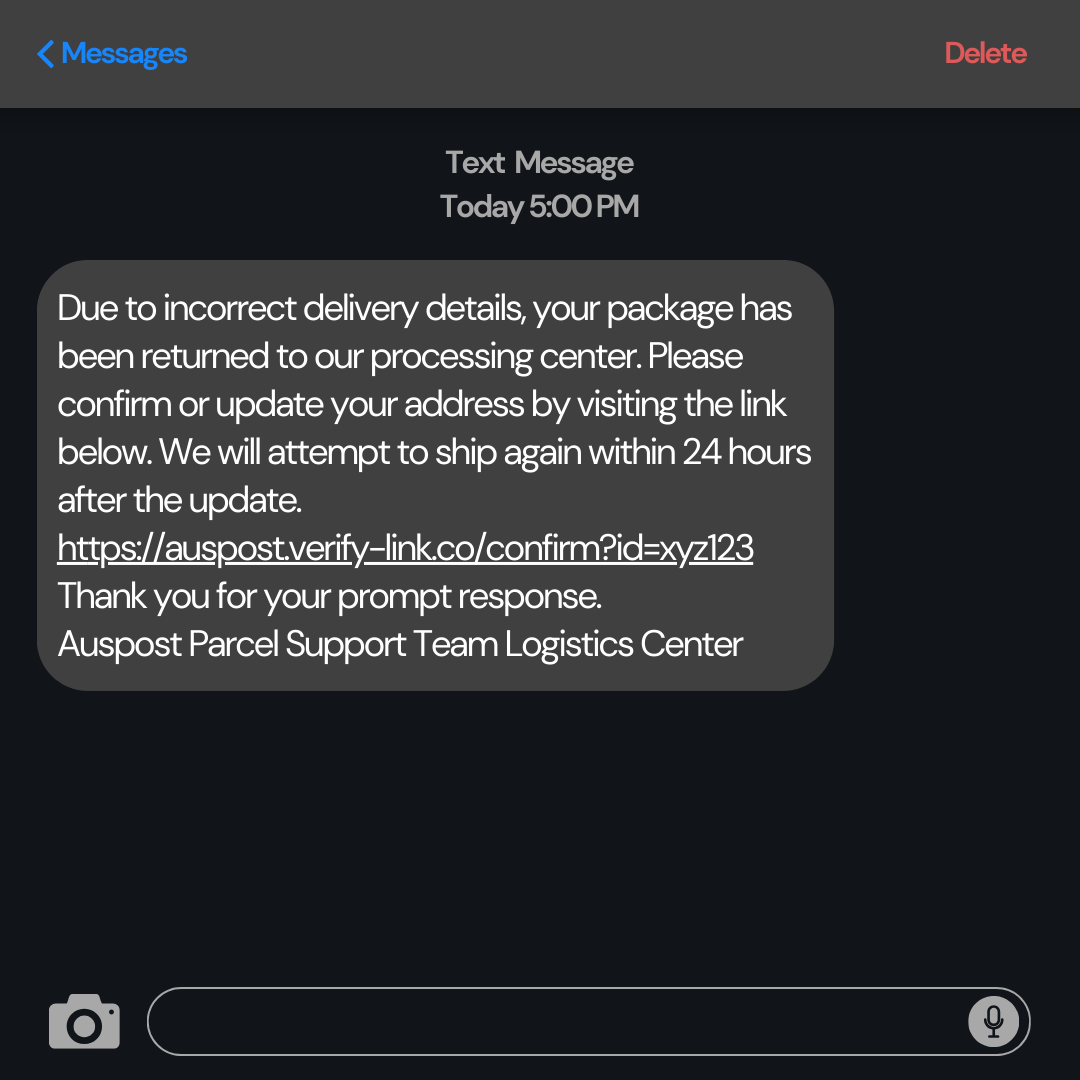 Messages
Delete
Text Message
Today 5:00 PM
Due to incorrect delivery details, your package has
been returned to our processing center. Please
confirm or update your address by visiting the link
below. We will attempt to ship again within 24 hours
after the update.
https://auspost.verify-link.co/confirm?id=xyz123
Thank you for your prompt response.
Auspost Parcel Support Team Logistics Center